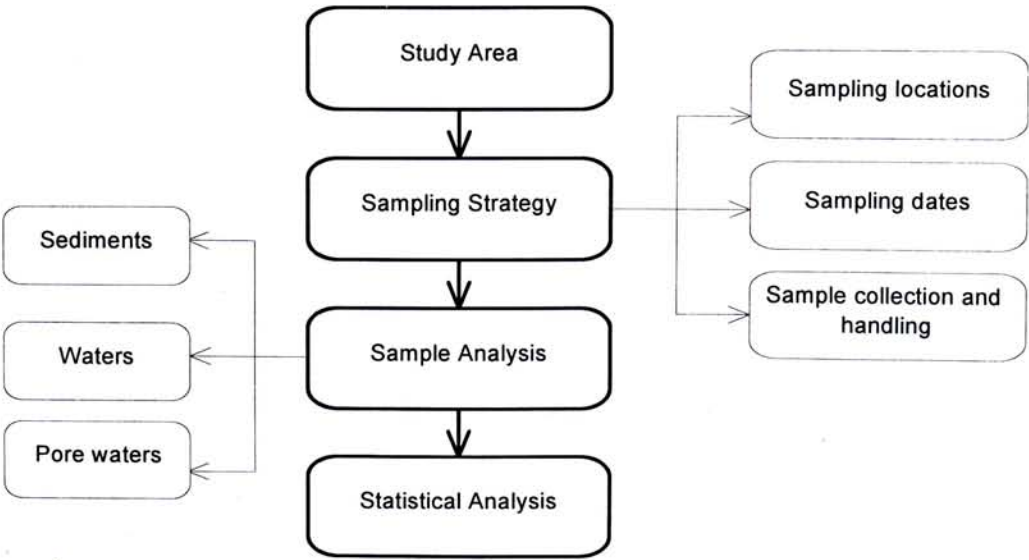 Study Area
Sampling Strategy
Sample Analysis
Statistical Analysis
Sampling locations
Sampling dates
Sample collection and
handling
Sediments
Waters
Pore waters